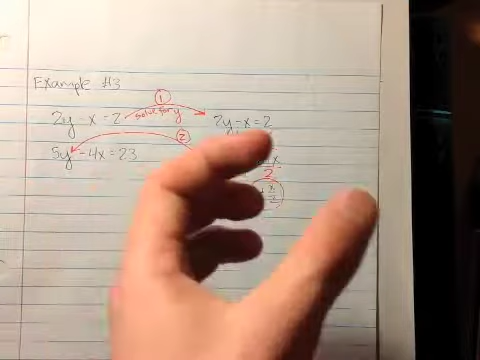 Example #3
2y - x = 2 ① solve for y 2y - x = 2
5y - 4x = 23 ②
x
2
+ x/2